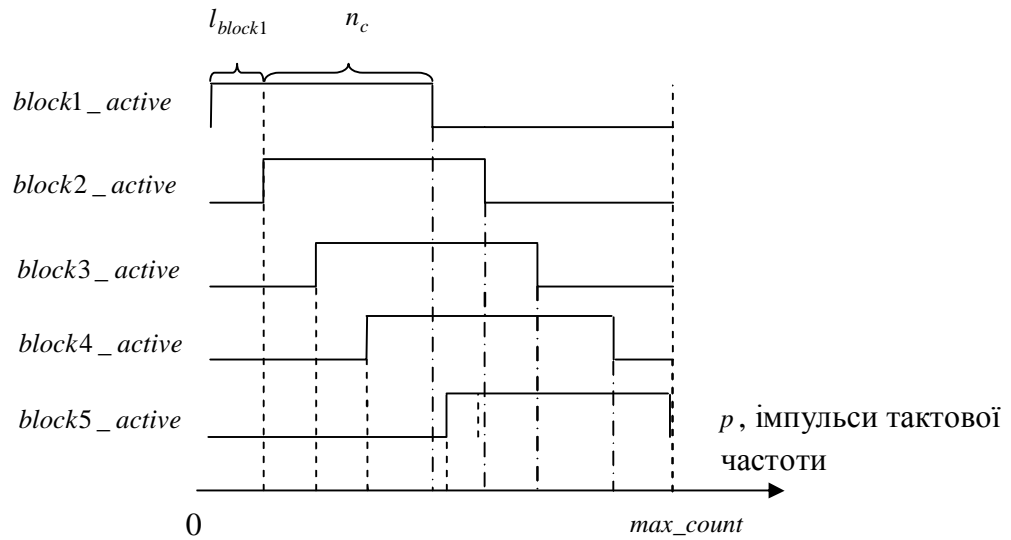 l_block1 n_c
block1_active
block2_active
block3_active
block4_active
block5_active
p, імпульси тактової
частоти
0 max_count